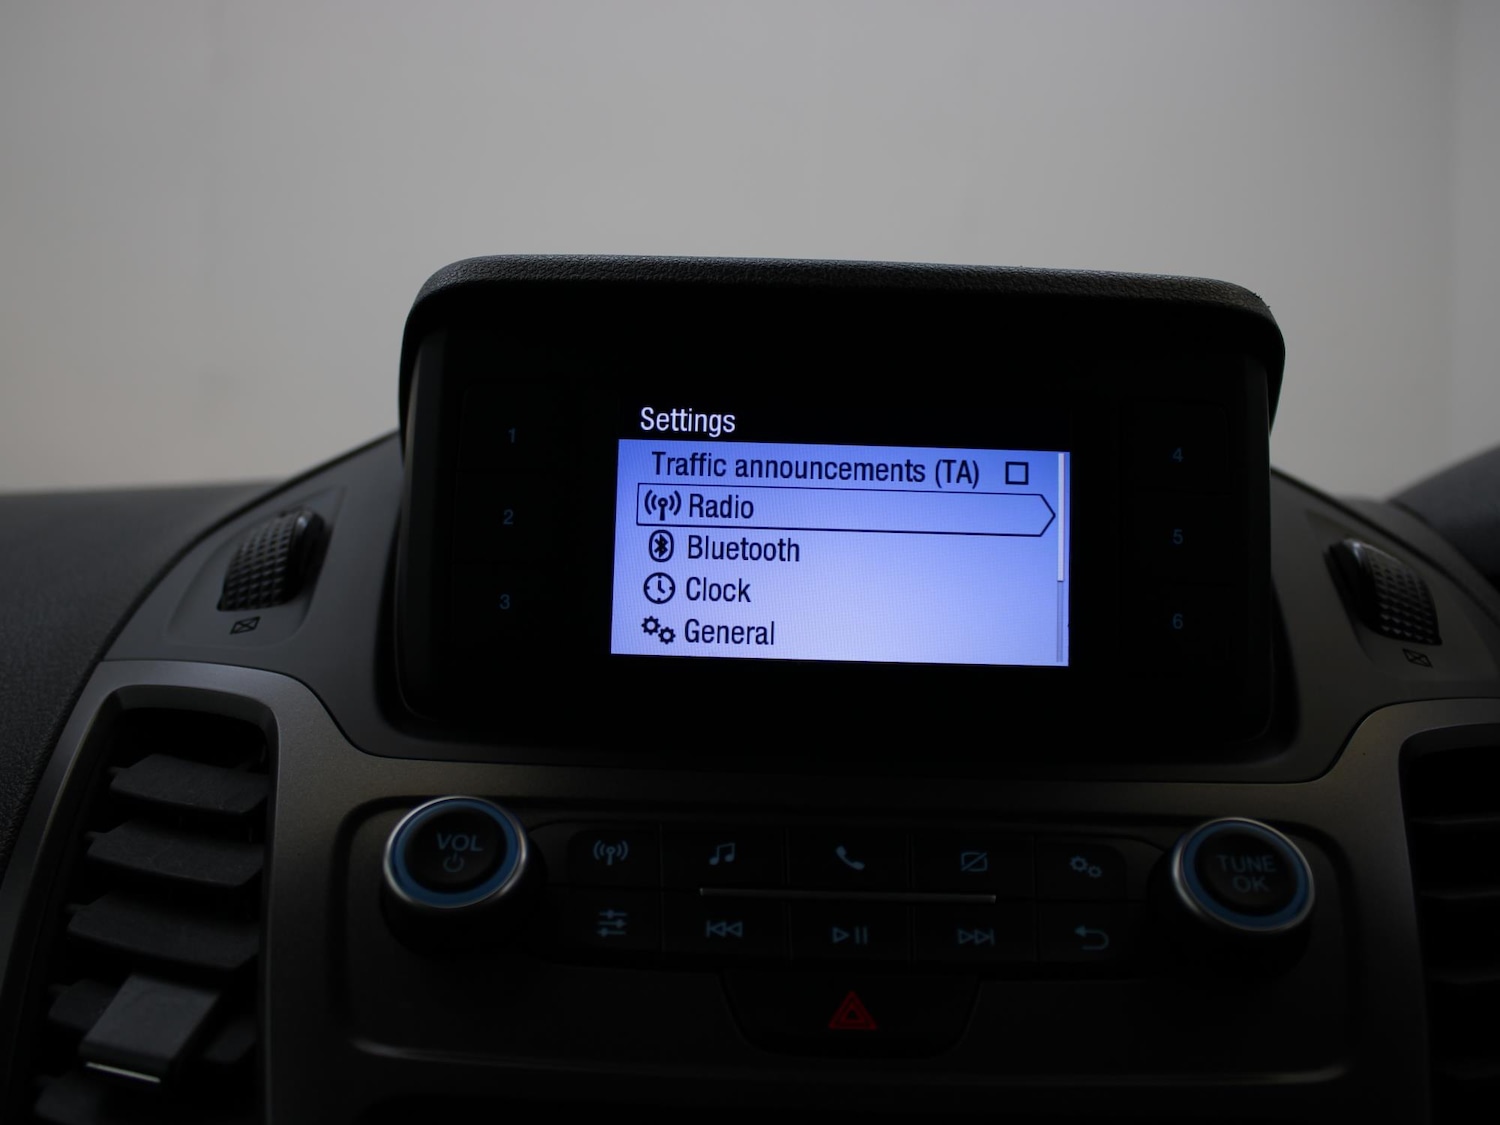 Settings
Traffic announcements (TA)
Radio
Bluetooth
Clock
General
1
2
3
4
5
6
VOL
TUNE
OK